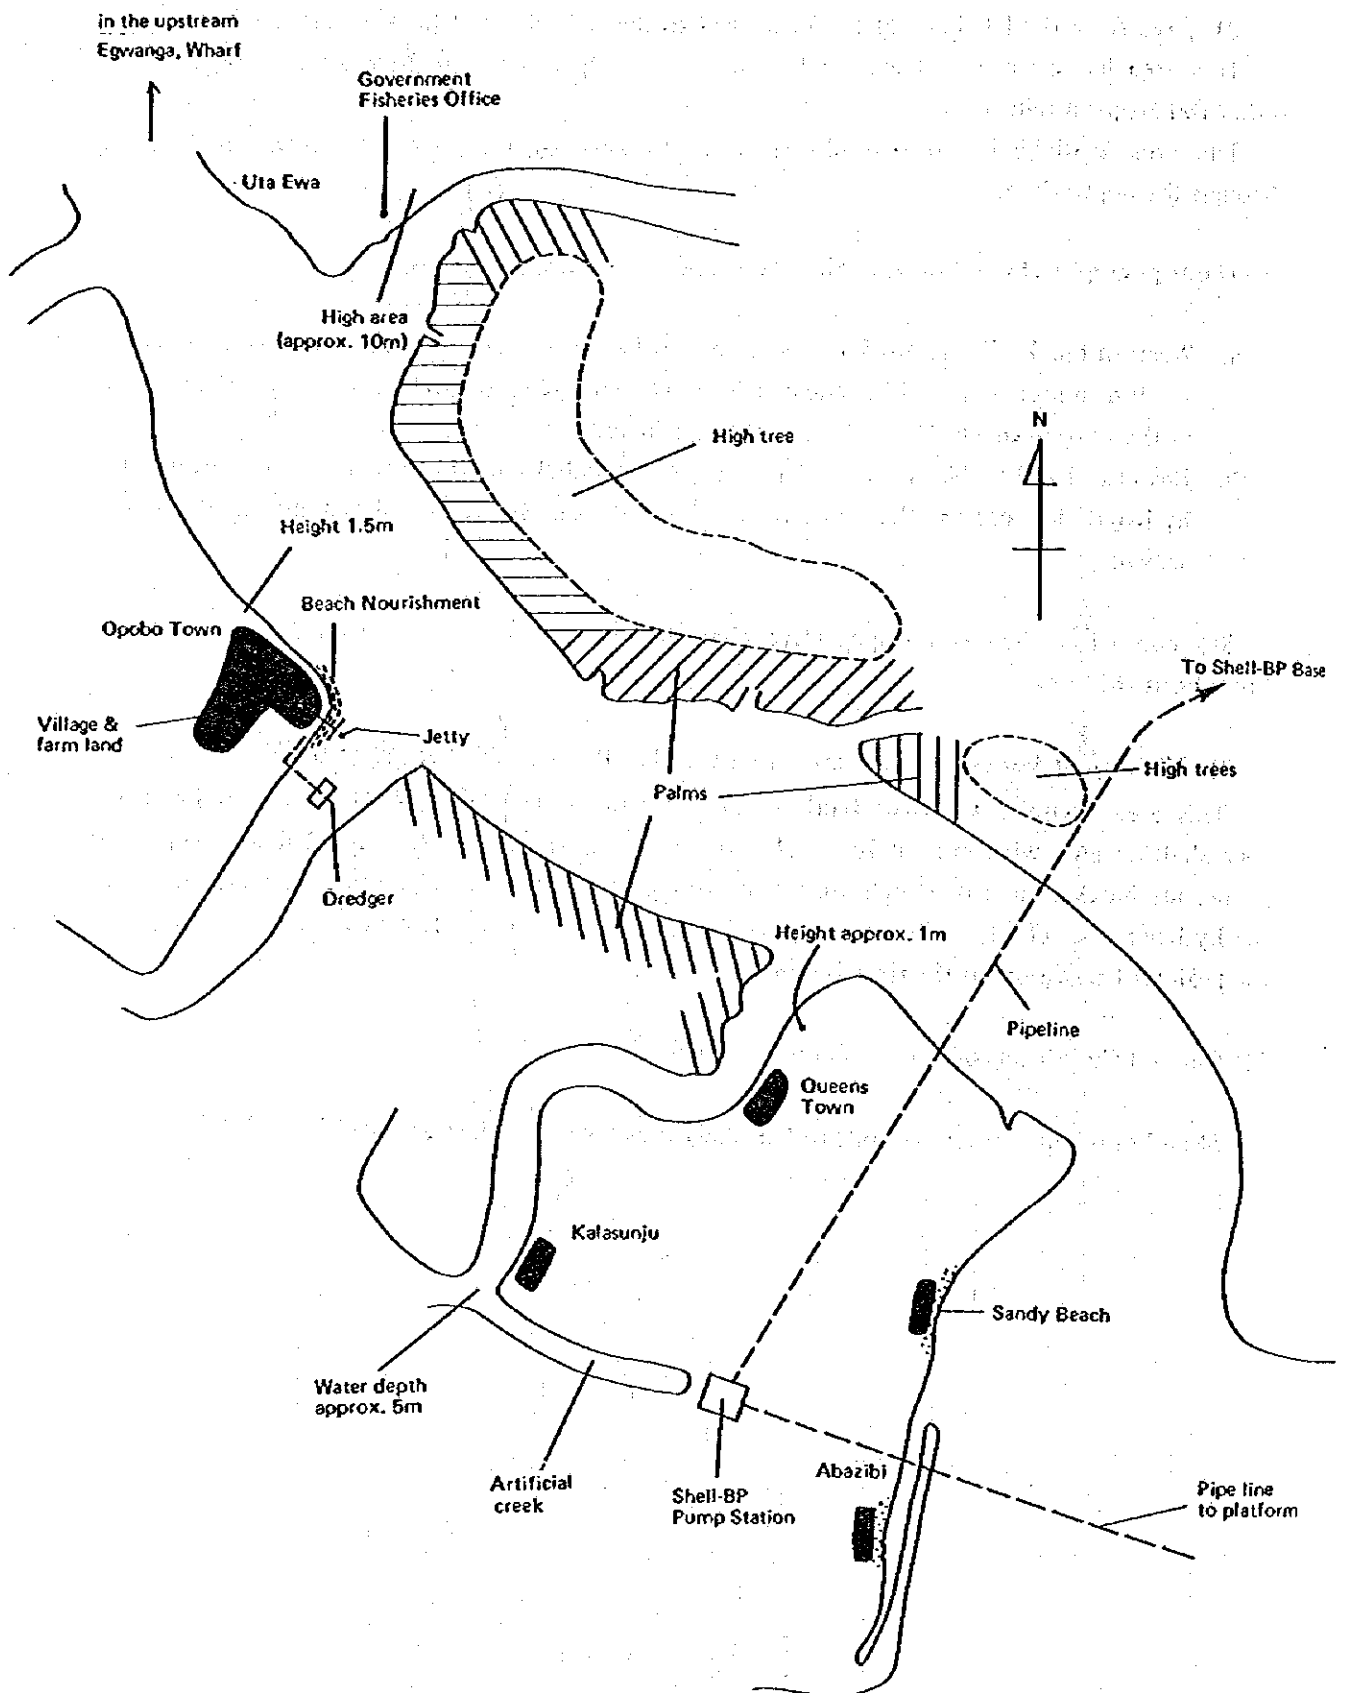 in the upstream
Egwanga, Wharf
Government
Fisheries Office
Uta Ewa
High area
(approx. 10m)
High tree
N
Height 1.5m
Beach Nourishment
Opobo Town
To Shell-BP Base
Village &
farm land
Jetty
High trees
Palms
Dredger
Height approx. 1m
Pipeline
Queens
Town
Kalasunju
Sandy Beach
Water depth
approx. 5m
Artificial
creek
Shell-BP
Pump Station
Abazibi
Pipe line
to platform